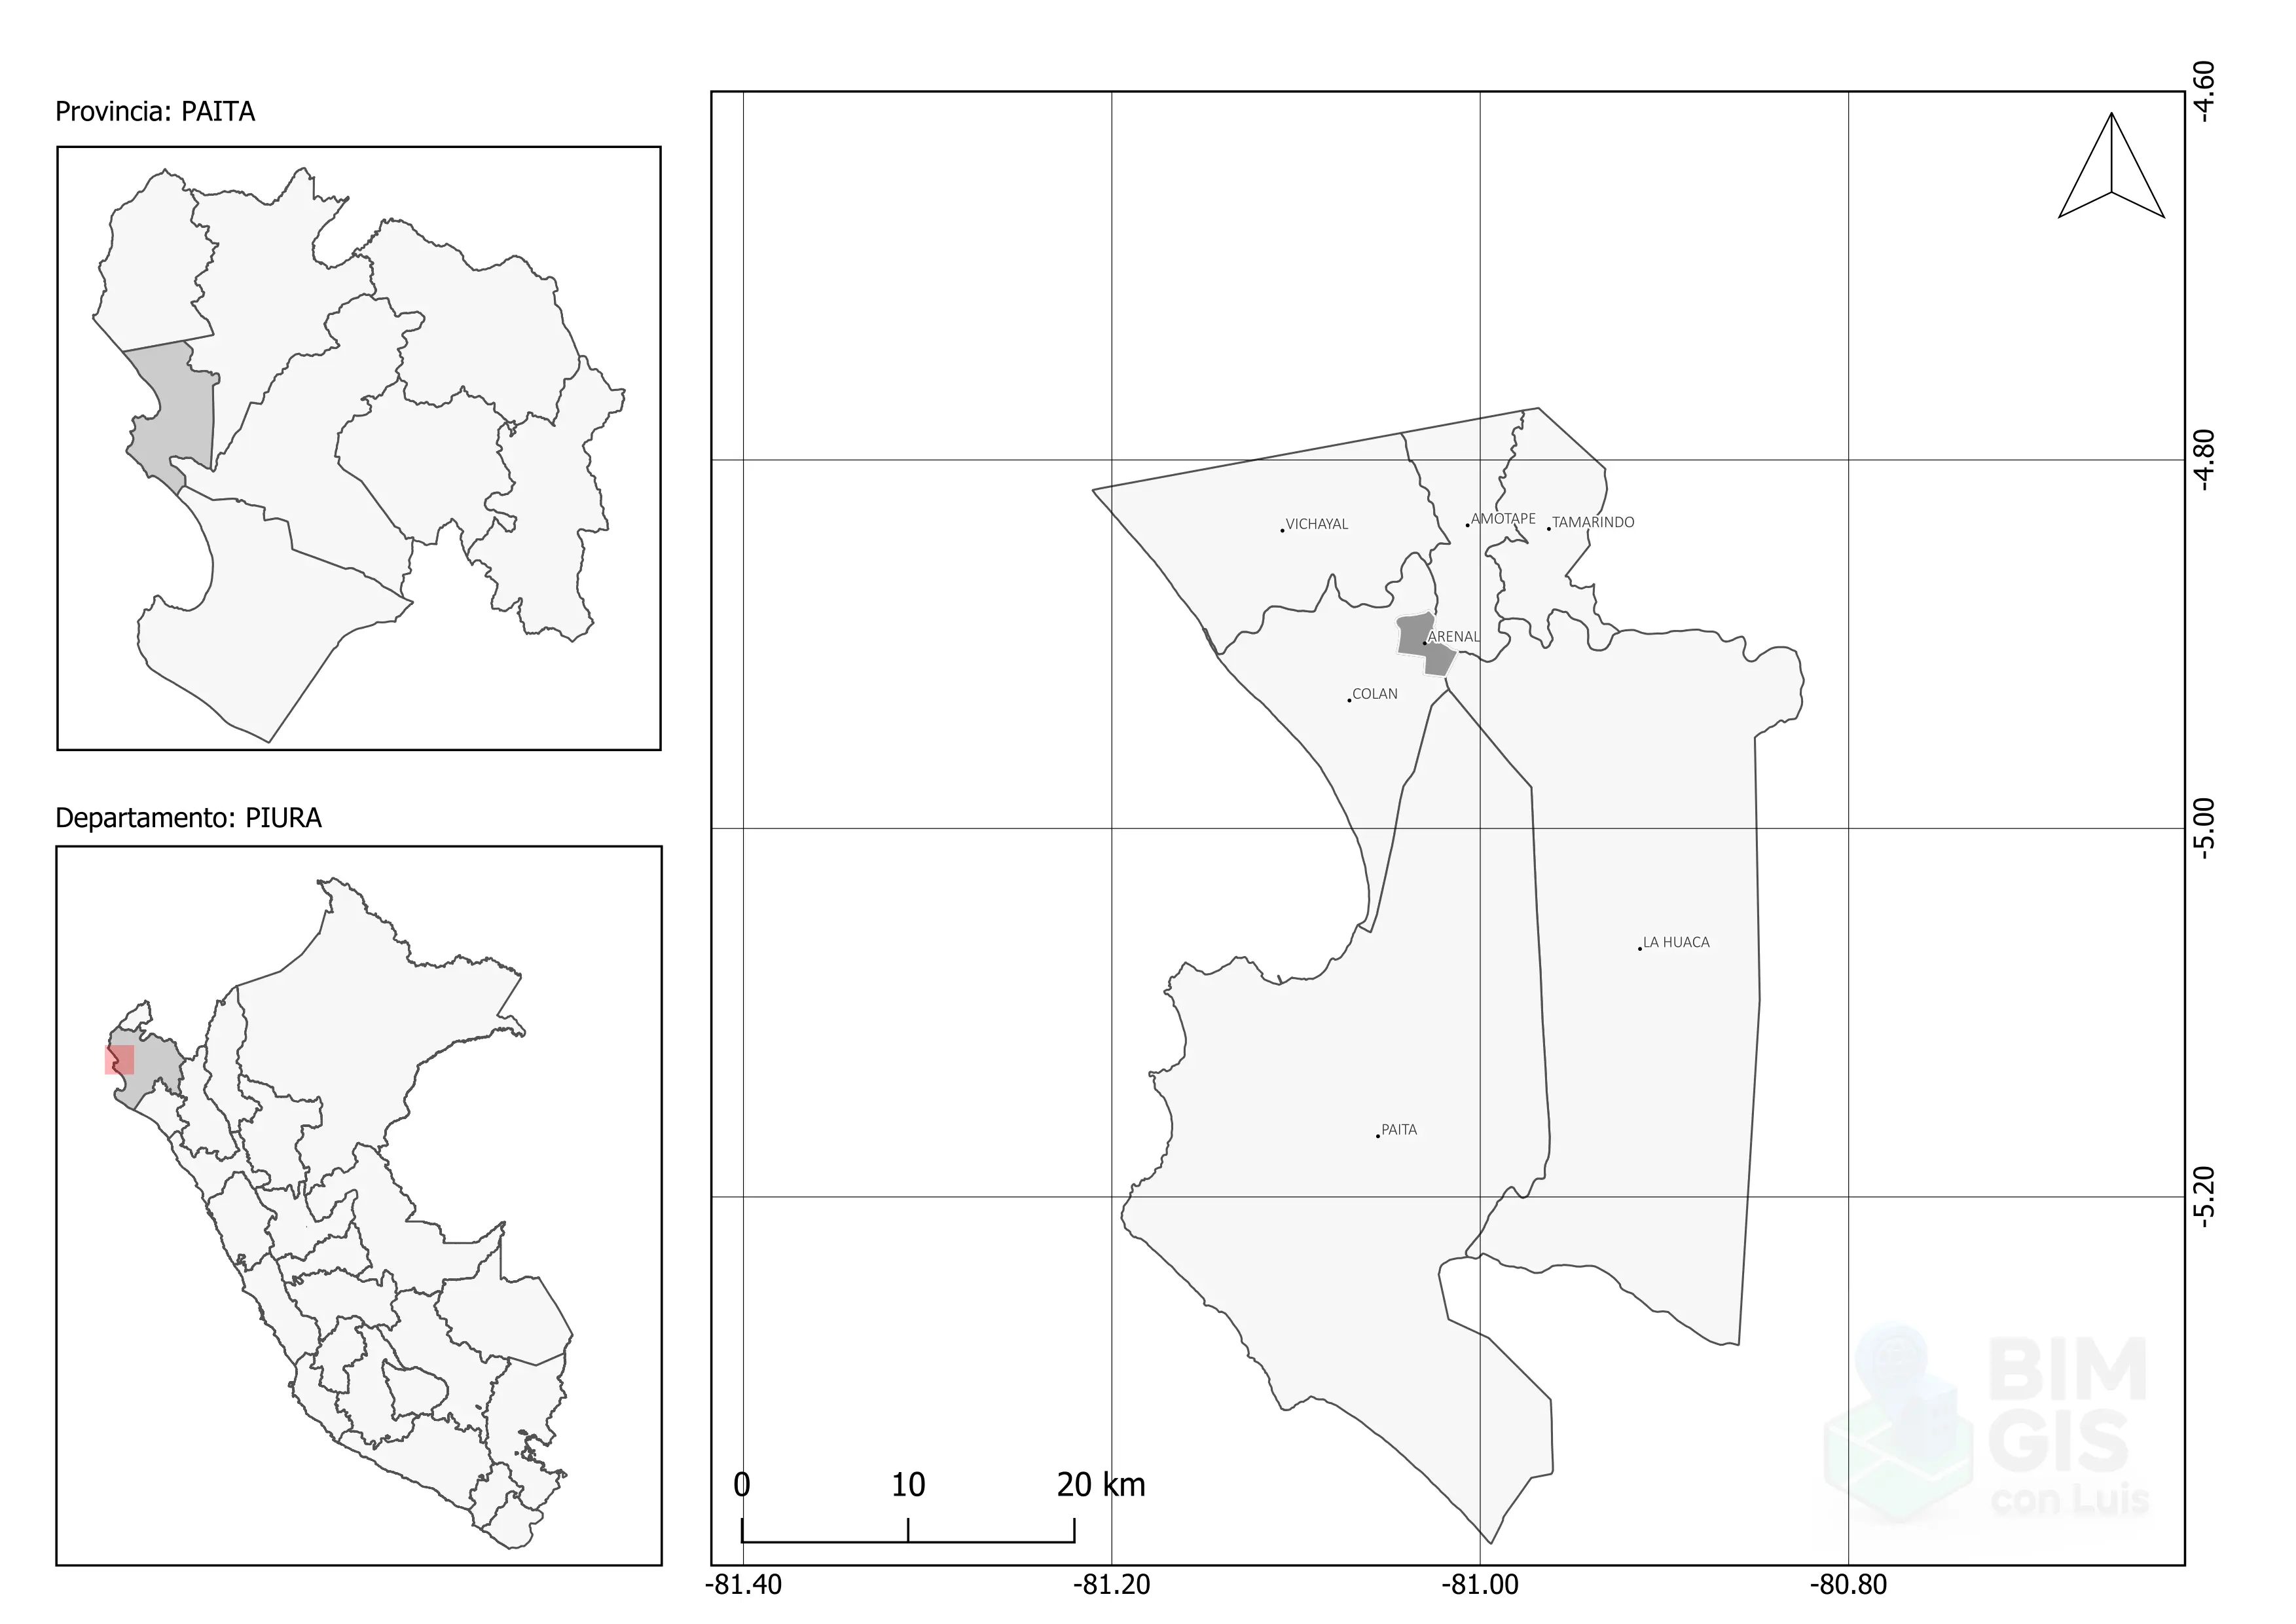 Provincia: PAITA
Departamento: PIURA
-4.60
-4.80
-5.00
-5.20
VICHAYAL
AMOTAPE
TAMARINDO
ARENAL
COLAN
LA HUACA
PAITA
0 10 20 km
-81.40 -81.20 -81.00 -80.80
BIM
GIS
con Luis